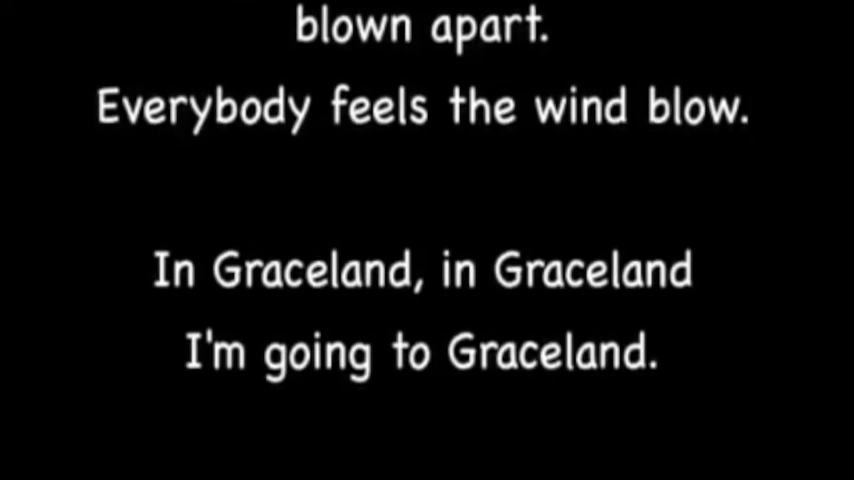 blown apart.
Everybody feels the wind blow.
In Graceland, in Graceland
I'm going to Graceland.